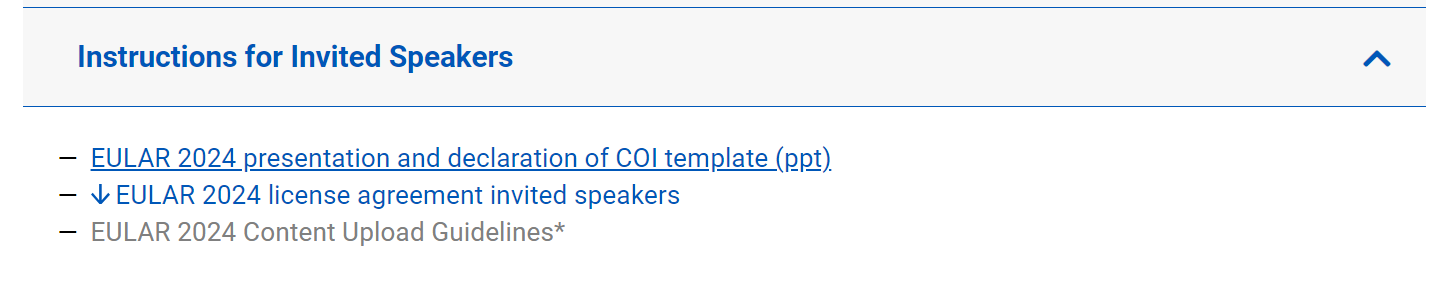 Instructions for Invited Speakers
— EULAR 2024 presentation and declaration of COI template (ppt)
— ↓ EULAR 2024 license agreement invited speakers
— EULAR 2024 Content Upload Guidelines*